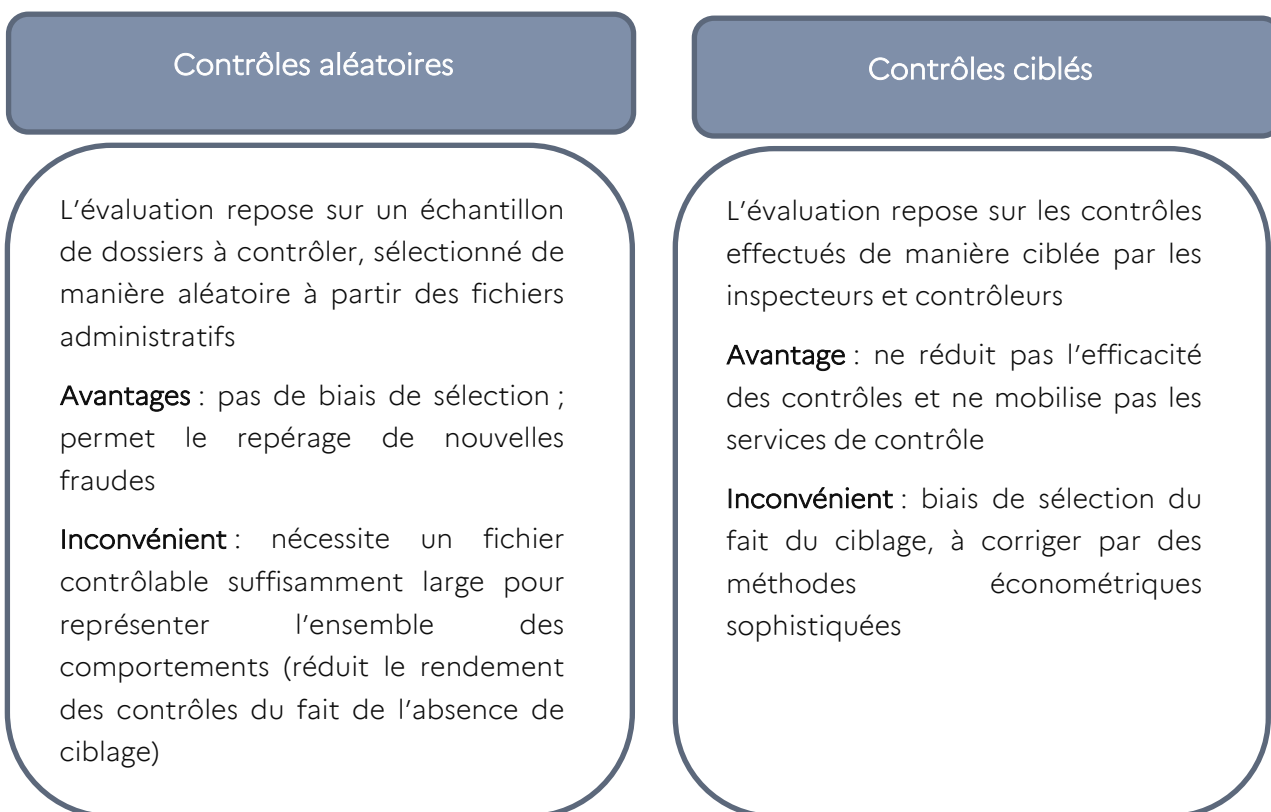 Contrôles aléatoires
L'évaluation repose sur un échantillon
de dossiers à contrôler, sélectionné de
manière aléatoire à partir des fichiers
administratifs
Avantages : pas de biais de sélection ;
permet le repérage de nouvelles
fraudes
Inconvénient : nécessite un fichier
contrôlable suffisamment large pour
représenter l'ensemble des
comportements (réduit le rendement
des contrôles du fait de l'absence de
ciblage)
Contrôles ciblés
L'évaluation repose sur les contrôles
effectués de manière ciblée par les
inspecteurs et contrôleurs
Avantage : ne réduit pas l'efficacité
des contrôles et ne mobilise pas les
services de contrôle
Inconvénient : biais de sélection du
fait du ciblage, à corriger par des
méthodes économétriques
sophistiquées